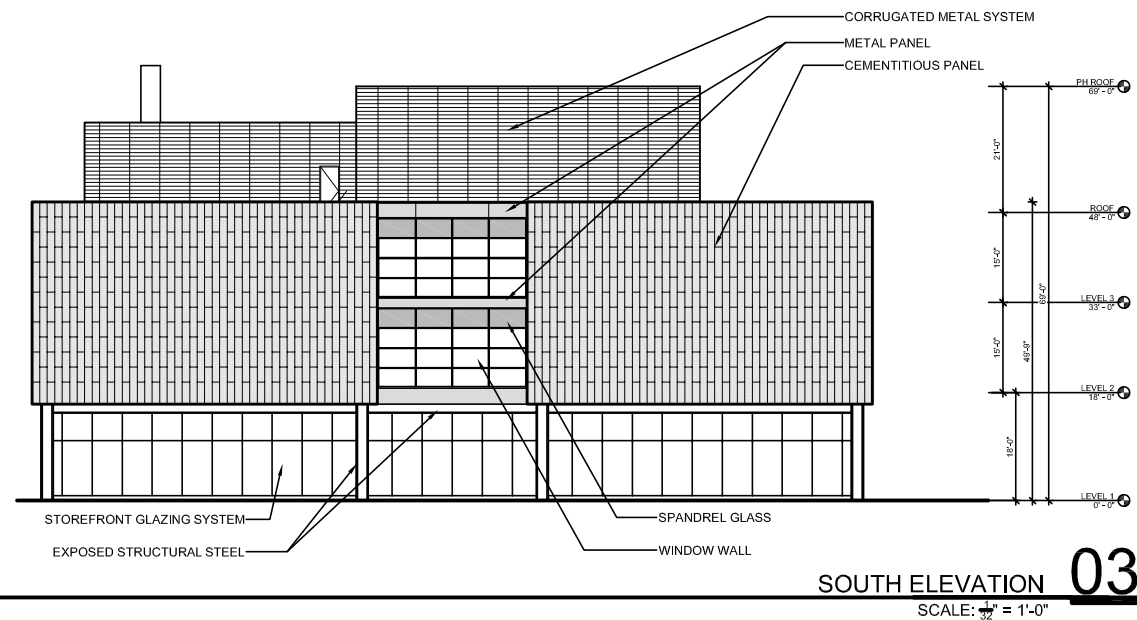 CORRUGATED METAL SYSTEM
METAL PANEL
CEMENTITIOUS PANEL
PH ROOF
69' - 0"
21'-0"
ROOF
48' - 0"
15'-0"
69'-0"
LEVEL 3
33' - 0"
15'-0"
49'-9"
LEVEL 2
18' - 0"
18'-0"
LEVEL 1
0' - 0"
STOREFRONT GLAZING SYSTEM
SPANDREL GLASS
EXPOSED STRUCTURAL STEEL
WINDOW WALL
SOUTH ELEVATION 03
SCALE: 1/32" = 1'-0"